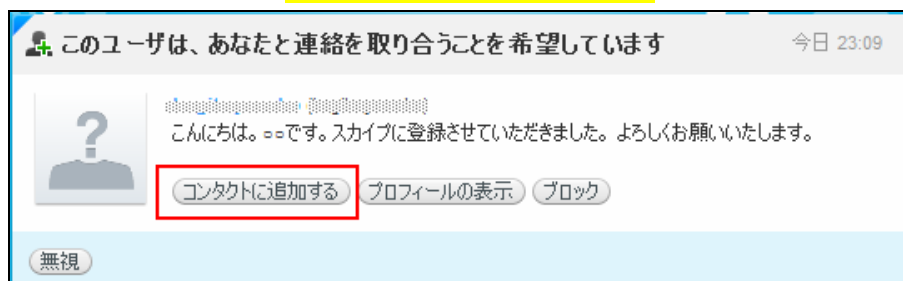 このユーザは、あなたと連絡を取り合うことを希望しています 今日 23:09
こんにちは。○○です。スカイプに登録させていただきました。よろしくお願いいたします。
コンタクトに追加する プロフィールの表示 ブロック
無視